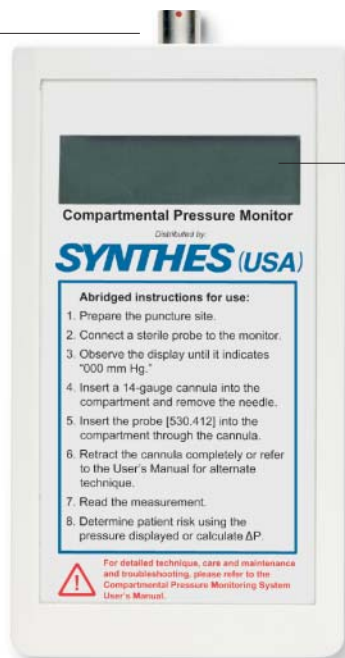 Compartmental Pressure Monitor
Distributed by:
SYNTHES (USA)
Abridged instructions for use:
1. Prepare the puncture site.
2. Connect a sterile probe to the monitor.
3. Observe the display until it indicates
"000 mm Hg."
4. Insert a 14-gauge cannula into the
compartment and remove the needle.
5. Insert the probe [530.412] into the
compartment through the cannula.
6. Retract the cannula completely or refer
to the User's Manual for alternate
technique.
7. Read the measurement.
8. Determine patient risk using the
pressure displayed or calculate ΔP.
For detailed technique, care and maintenance
and troubleshooting, please refer to the
Compartmental Pressure Monitoring System
User's Manual.